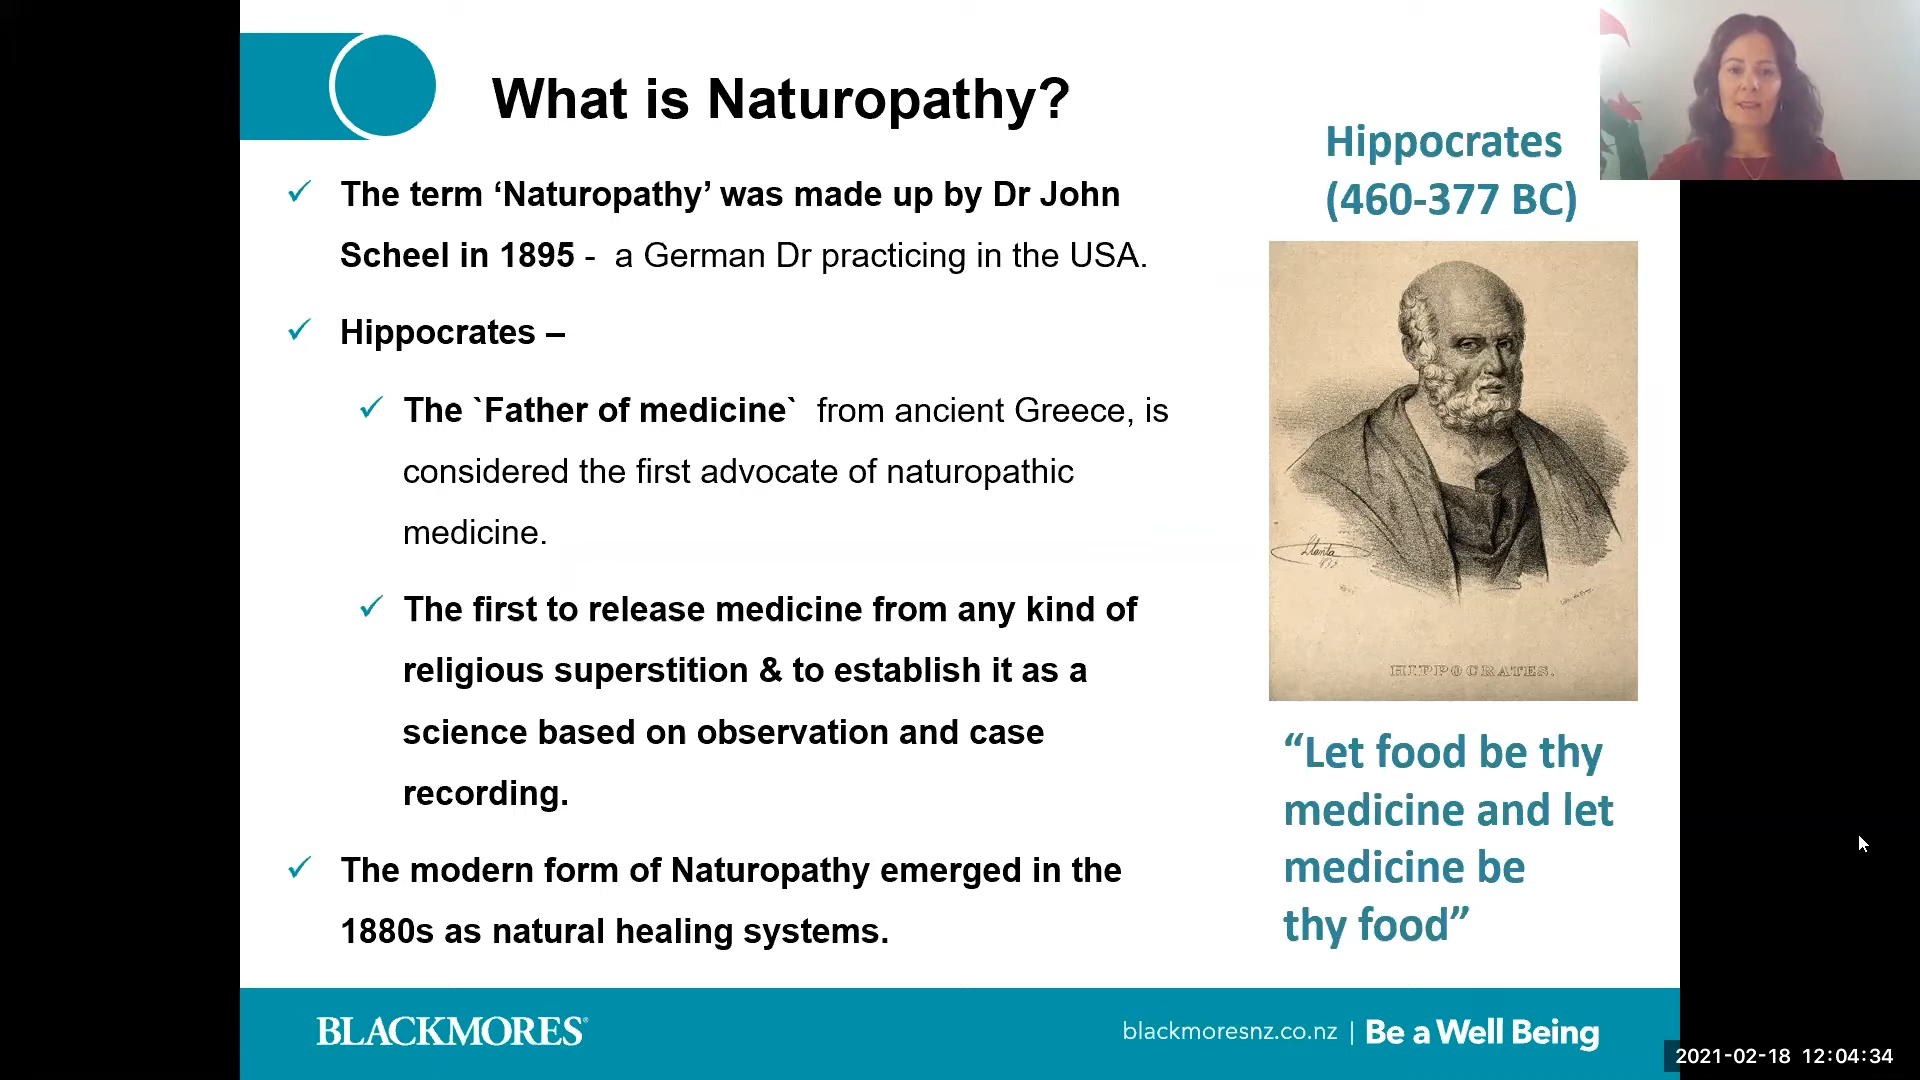 What is Naturopathy?
✓ The term ‘Naturopathy’ was made up by Dr John
Scheel in 1895 - a German Dr practicing in the USA.
✓ Hippocrates –
✓ The `Father of medicine` from ancient Greece, is
considered the first advocate of naturopathic
medicine.
✓ The first to release medicine from any kind of
religious superstition & to establish it as a
science based on observation and case
recording.
✓ The modern form of Naturopathy emerged in the
1880s as natural healing systems.
Hippocrates
(460-377 BC)
HIPPOCRATES.
“Let food be thy
medicine and let
medicine be
thy food”
BLACKMORES®
blackmoresnz.co.nz | Be a Well Being
2021-02-18 12:04:34